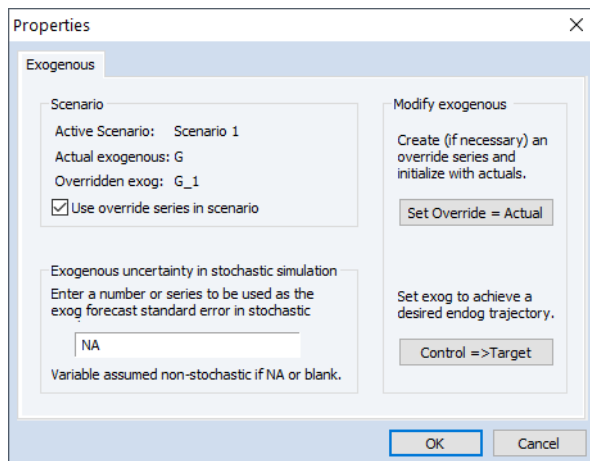 Properties
Exogenous
Scenario
Active Scenario: Scenario 1
Actual exogenous: G
Overridden exog: G_1
Use override series in scenario
Exogenous uncertainty in stochastic simulation
Enter a number or series to be used as the
exog forecast standard error in stochastic
NA
Variable assumed non-stochastic if NA or blank.
Modify exogenous
Create (if necessary) an
override series and
initialize with actuals.
Set Override = Actual
Set exog to achieve a
desired endog trajectory.
Control =>Target
OK
Cancel